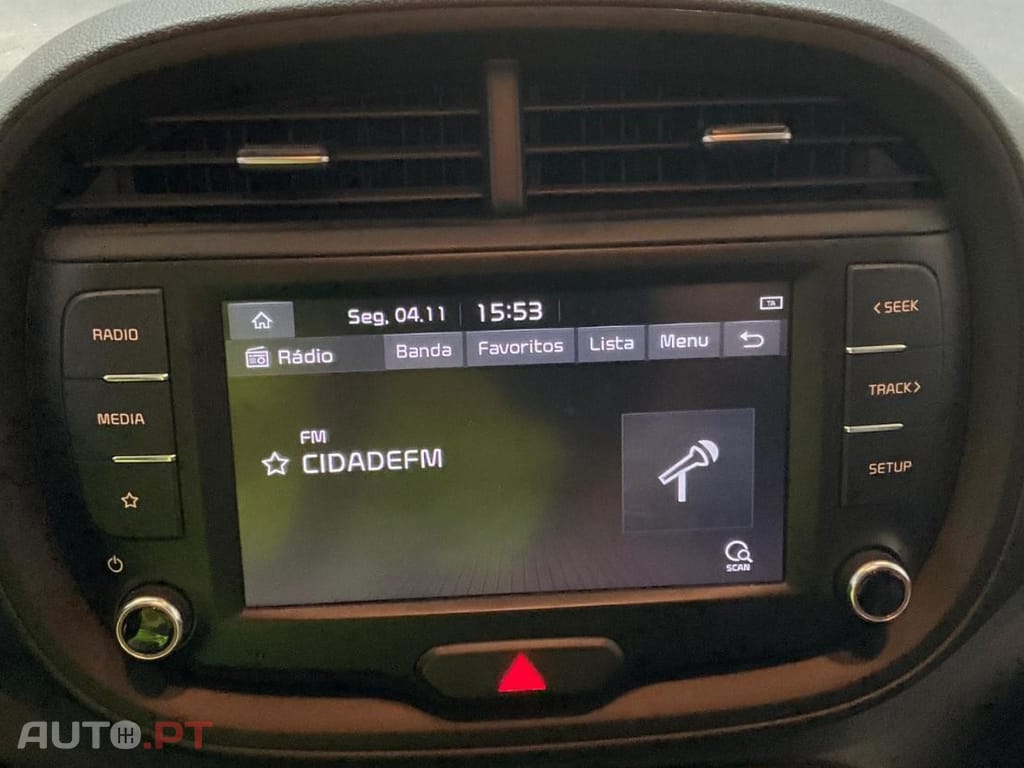 Seg, 04.11 15:53 TA
Rádio Banda Favoritos Lista Menu
FM
CIDADEFM
SCAN
RADIO
MEDIA
< SEEK
TRACK >
SETUP
AUTO.PT